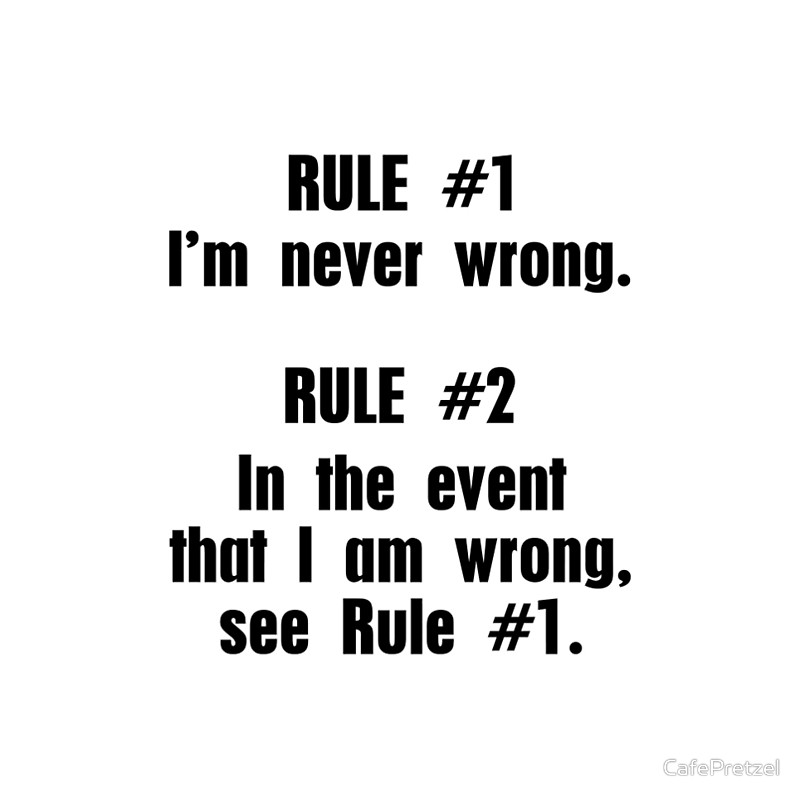 RULE #1
I’m never wrong.
RULE #2
In the event
that I am wrong,
see Rule #1.
CafePretzel